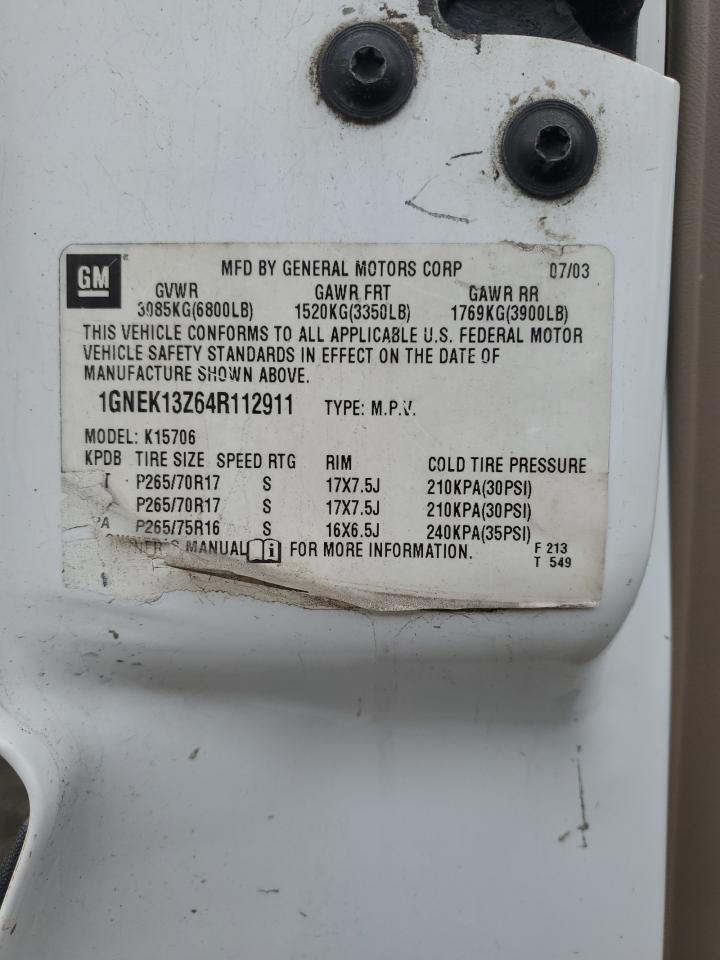 GM
MFD BY GENERAL MOTORS CORP 07/03
GVWR GAWR FRT GAWR RR
3085KG(6800LB) 1520KG(3350LB) 1769KG(3900LB)
THIS VEHICLE CONFORMS TO ALL APPLICABLE U.S. FEDERAL MOTOR
VEHICLE SAFETY STANDARDS IN EFFECT ON THE DATE OF
MANUFACTURE SHOWN ABOVE.
1GNEK13Z64R112911 TYPE: M.P.V.
MODEL: K15706
KPDB TIRE SIZE SPEED RTG RIM COLD TIRE PRESSURE
P265/70R17 S 17X7.5J 210KPA(30PSI)
P265/70R17 S 17X7.5J 210KPA(30PSI)
P265/75R16 S 16X6.5J 240KPA(35PSI)
OWNER'S MANUAL FOR MORE INFORMATION.
F 213
T 549